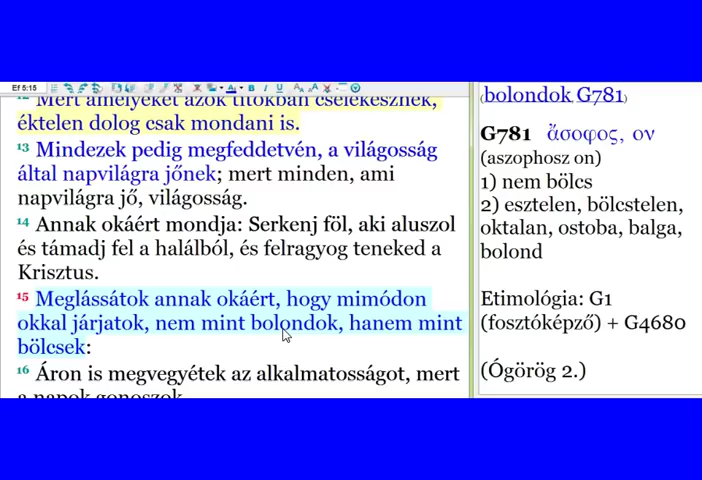 Ef 5:15
12 Mert amelyeket azok titokban cselekesznek,
éktelen dolog csak mondani is.
13 Mindezek pedig megfeddetvén, a világosság
által napvilágra jőnek; mert minden, ami
napvilágra jő, világosság.
14 Annak okáért mondja: Serkenj föl, aki aluszol
és támadj fel a halálból, és felragyog teneked a
Krisztus.
15 Meglássátok annak okáért, hogy mimódon
okkal járjatok, nem mint bolondok, hanem mint
bölcsek:
16 Áron is megvegyétek az alkalmatosságot, mert
a napok gonoszok
(bolondok, G781)
G781 ἄσοφος, ον
(aszophosz on)
1) nem bölcs
2) esztelen, bölcstelen,
oktalan, ostoba, balga,
bolond
Etimológia: G1
(fosztóképző) + G4680
(Ógörög 2.)